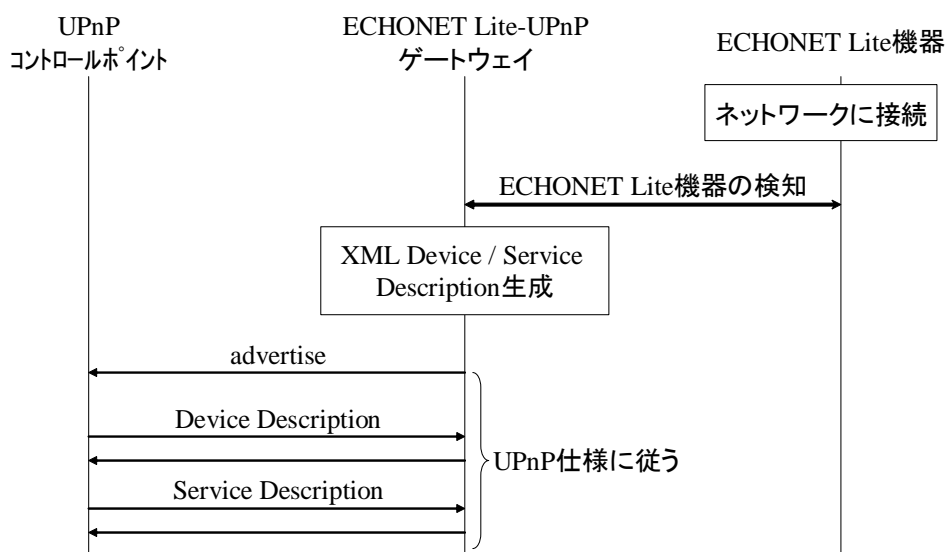 UPnP
コントロールポイント
ECHONET Lite-UPnP
ゲートウェイ
ECHONET Lite機器
ネットワークに接続
ECHONET Lite機器の検知
XML Device / Service
Description生成
advertise
Device Description
UPnP仕様に従う
Service Description